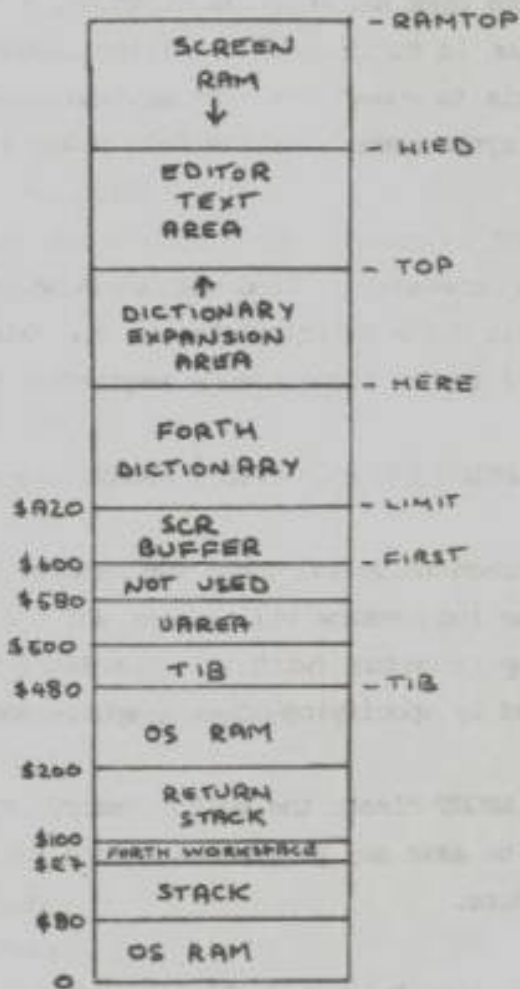 - RAMTOP
SCREEN
RAM
HIED
EDITOR
TEXT
AREA
- TOP
DICTIONARY
EXPANSION
AREA
- HERE
FORTH
DICTIONARY
$A20
- LIMIT
SCR
BUFFER
$600
- FIRST
NOT USED
$580
UAREA
$500
TIB
$480
- TIB
OS RAM
$200
RETURN
STACK
$100
FORTH WORKSPACE
$E7
STACK
$80
OS RAM
0